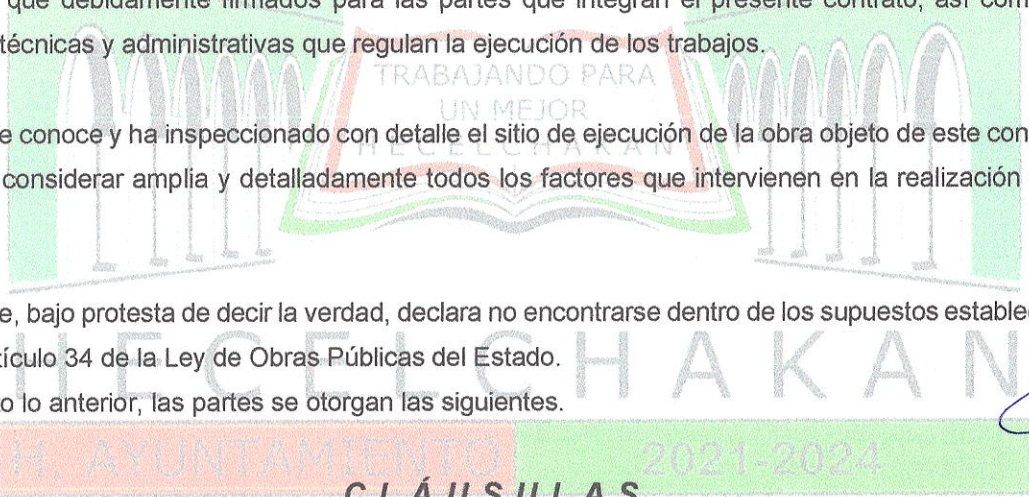 que debidamente firmados para las partes que integran el presente contrato, así com
técnicas y administrativas que regulan la ejecución de los trabajos.
TRABAJANDO PARA
UN MEJOR
HECELCHAKAN
e conoce y ha inspeccionado con detalle el sitio de ejecución de la obra objeto de este con
considerar amplia y detalladamente todos los factores que intervienen en la realización
e, bajo protesta de decir la verdad, declara no encontrarse dentro de los supuestos estable
tículo 34 de la Ley de Obras Públicas del Estado.
HECELCHAKAN
o lo anterior, las partes se otorgan las siguientes.
H. AYUNTAMIENTO 2021-2024
CLÁUSULAS